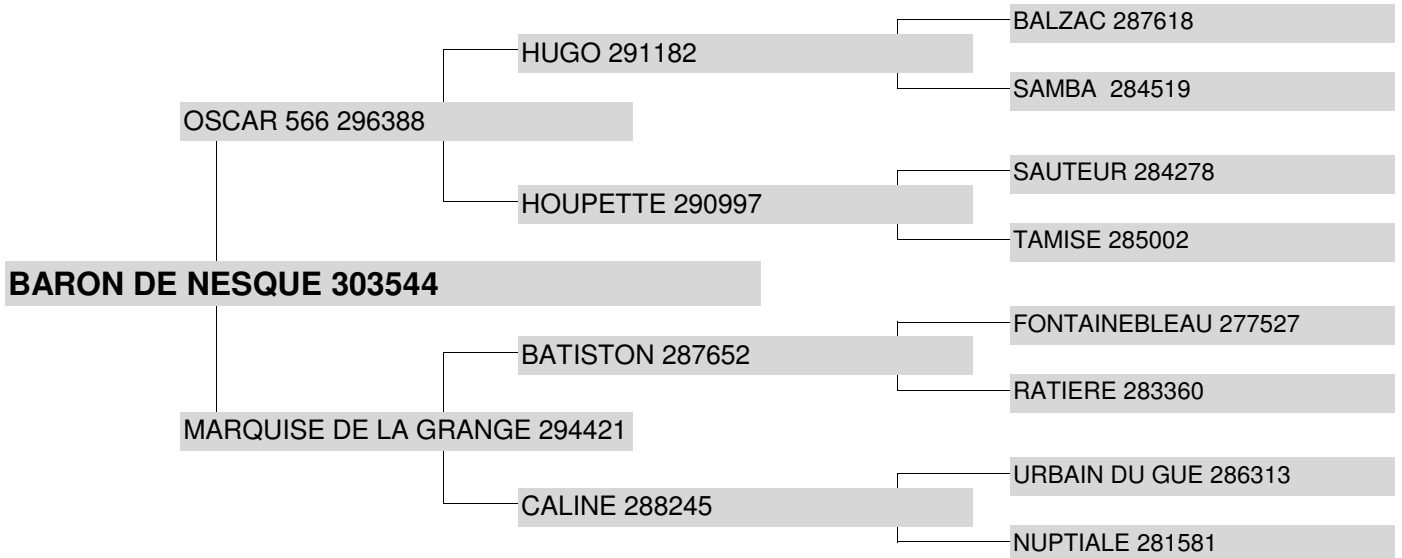 BALZAC 287618
HUGO 291182
SAMBA  284519
OSCAR 566 296388
SAUTEUR 284278
HOUPETTE 290997
TAMISE 285002
BARON DE NESQUE 303544
FONTAINEBLEAU 277527
BATISTON 287652
RATIERE 283360
MARQUISE DE LA GRANGE 294421
URBAIN DU GUE 286313
CALINE 288245
NUPTIALE 281581